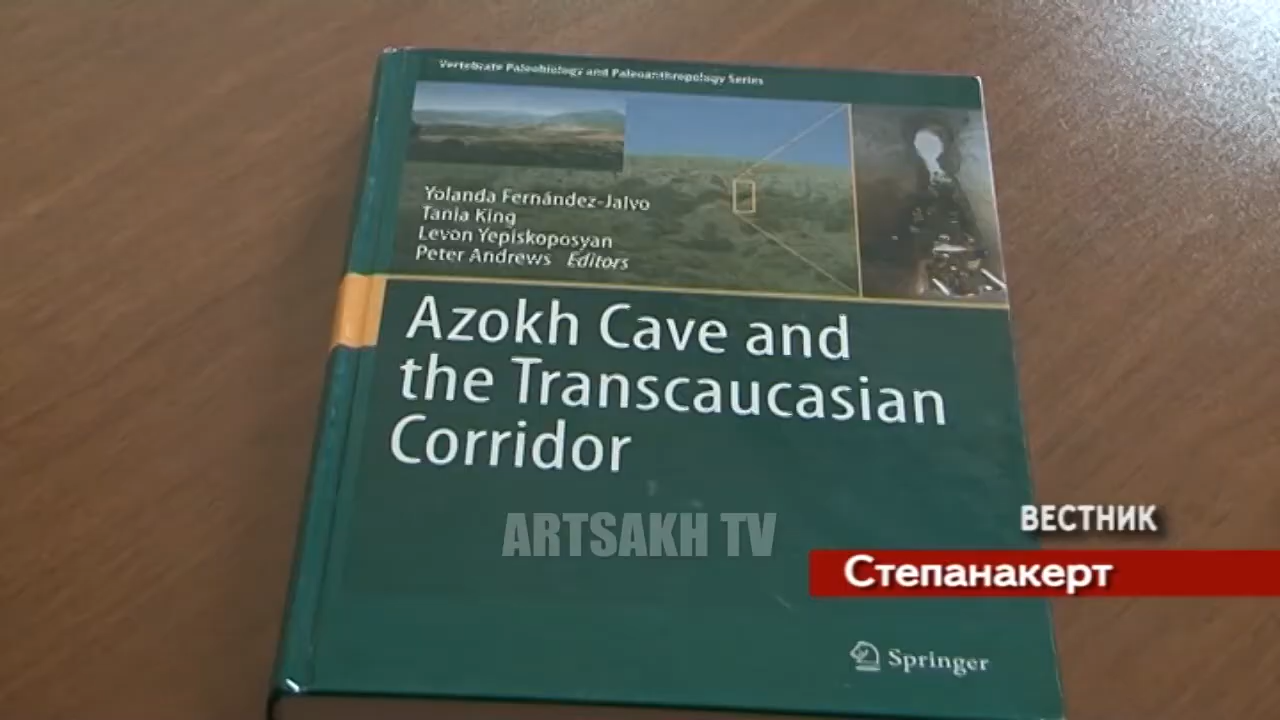 Vertebrate Paleobiology and Paleoanthropology Series
Yolanda Fernández-Jalvo
Tania King
Levon Yepiskoposyan
Peter Andrews Editors
Azokh Cave and
the Transcaucasian
Corridor
ARTSAKH TV
ВЕСТНИК
Степанакерт
Springer